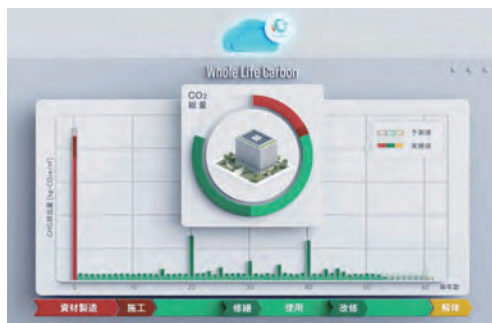 Whole Life Carbon
CO₂
総量
予測値
実績値
GHG排出量 [kg-CO₂e/㎡]
0
10
20
30
40
50
60
築年数
資材製造
施工
修繕
使用
改修
解体